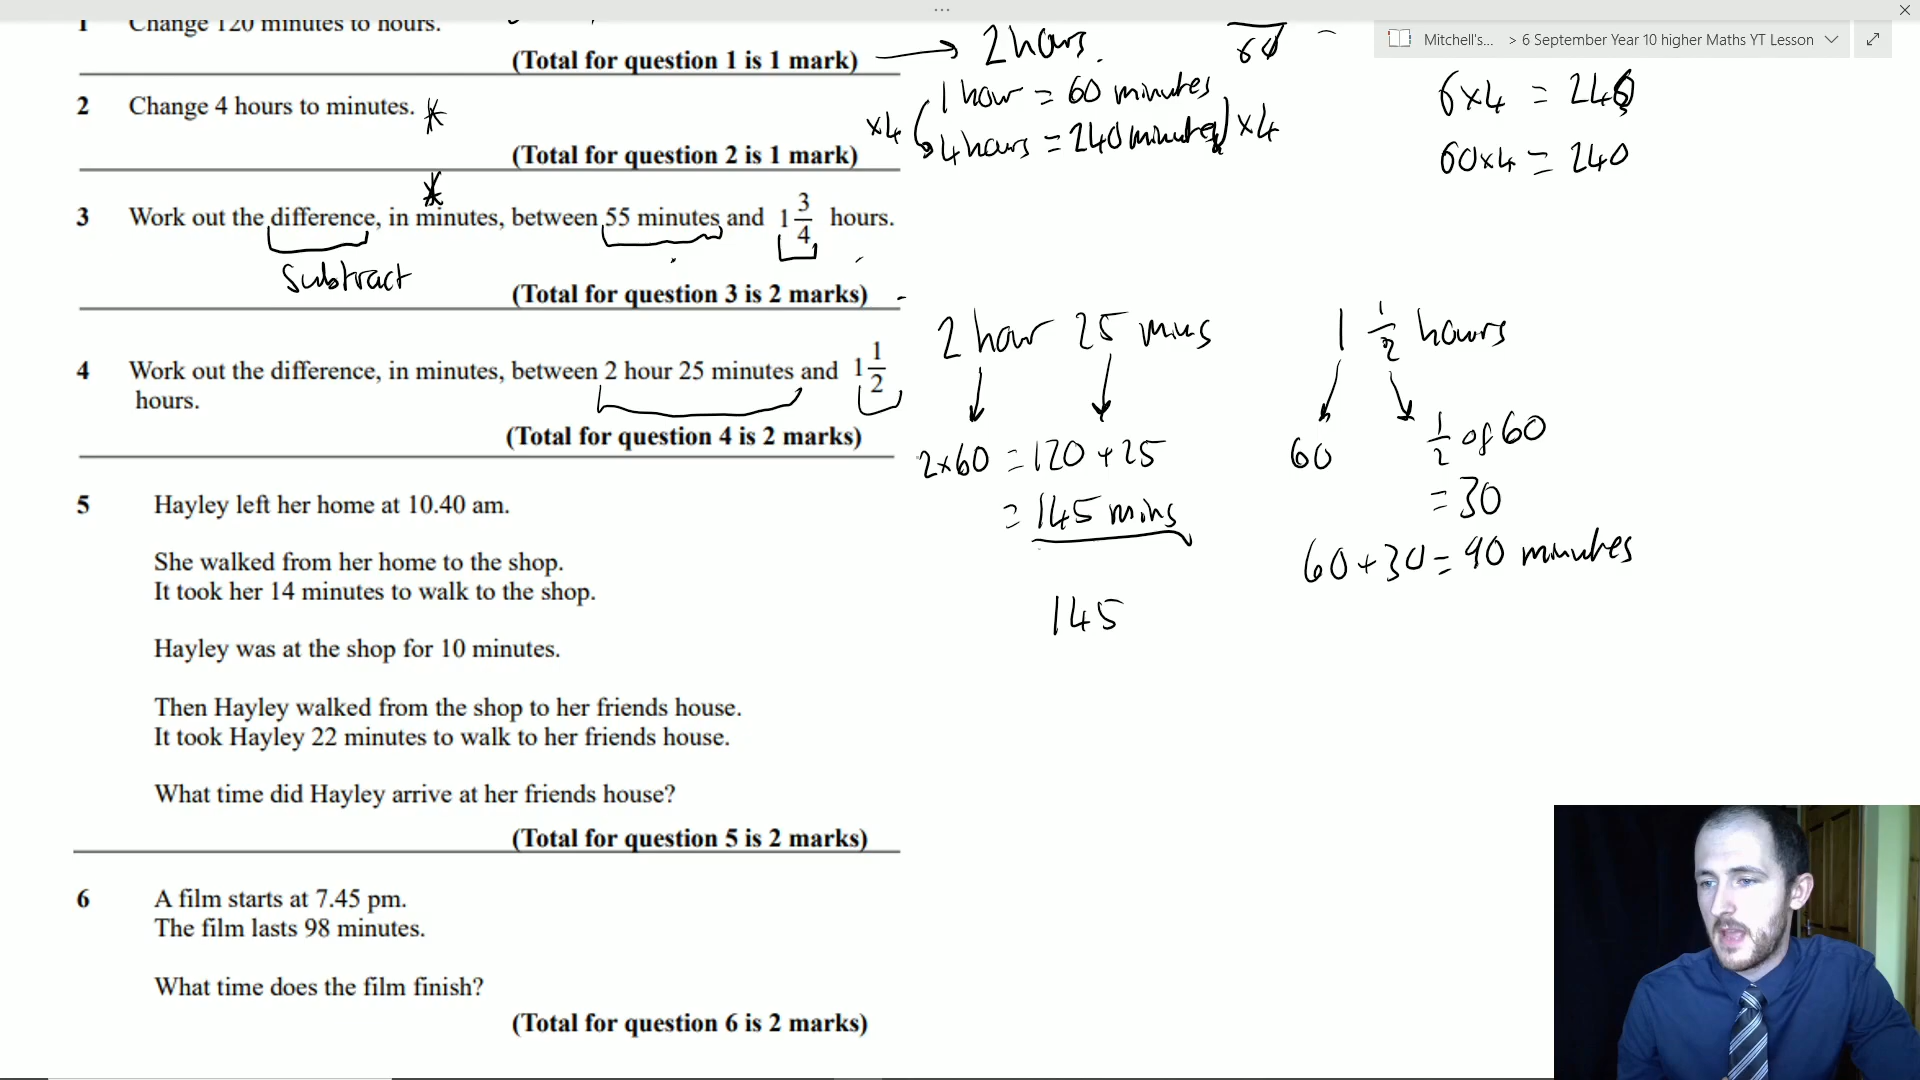 1 Change 120 minutes to hours.
(Total for question 1 is 1 mark)
2 hours.
60
Mitchell's... > 6 September Year 10 higher Maths YT Lesson
2 Change 4 hours to minutes.
(Total for question 2 is 1 mark)
1 hour = 60 minutes
×4 4 hours = 240 minutes ×4
6×4 = 24
60×4 = 240
3 Work out the difference, in minutes, between 55 minutes and 1 3/4 hours.
Subtract
(Total for question 3 is 2 marks)
4 Work out the difference, in minutes, between 2 hour 25 minutes and 1 1/2
hours.
(Total for question 4 is 2 marks)
2 hour 25 mins
2×60 = 120 + 25
= 145 mins
145
1 1/2 hours
60 1/2 of 60
= 30
60 + 30 = 90 minutes
5 Hayley left her home at 10.40 am.
She walked from her home to the shop.
It took her 14 minutes to walk to the shop.
Hayley was at the shop for 10 minutes.
Then Hayley walked from the shop to her friends house.
It took Hayley 22 minutes to walk to her friends house.
What time did Hayley arrive at her friends house?
(Total for question 5 is 2 marks)
6 A film starts at 7.45 pm.
The film lasts 98 minutes.
What time does the film finish?
(Total for question 6 is 2 marks)